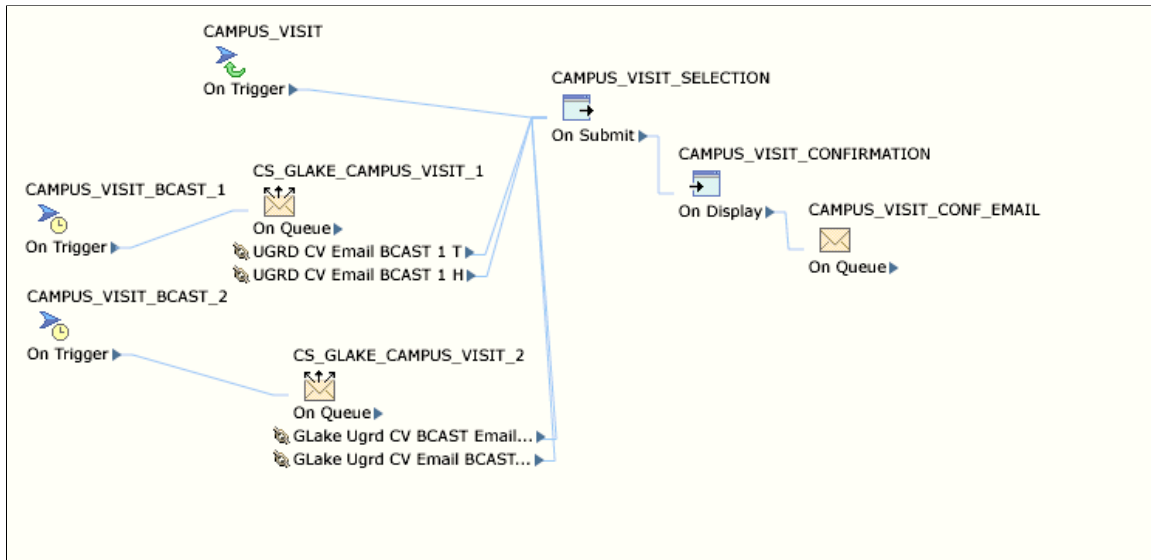 CAMPUS_VISIT
On Trigger
CAMPUS_VISIT_SELECTION
On Submit
CAMPUS_VISIT_CONFIRMATION
On Display
CAMPUS_VISIT_CONF_EMAIL
On Queue
CAMPUS_VISIT_BCAST_1
On Trigger
CS_GLAKE_CAMPUS_VISIT_1
On Queue
UGRD CV Email BCAST 1 T
UGRD CV Email BCAST 1 H
CAMPUS_VISIT_BCAST_2
On Trigger
CS_GLAKE_CAMPUS_VISIT_2
On Queue
GLake Ugrd CV BCAST Email...
GLake Ugrd CV Email BCAST...